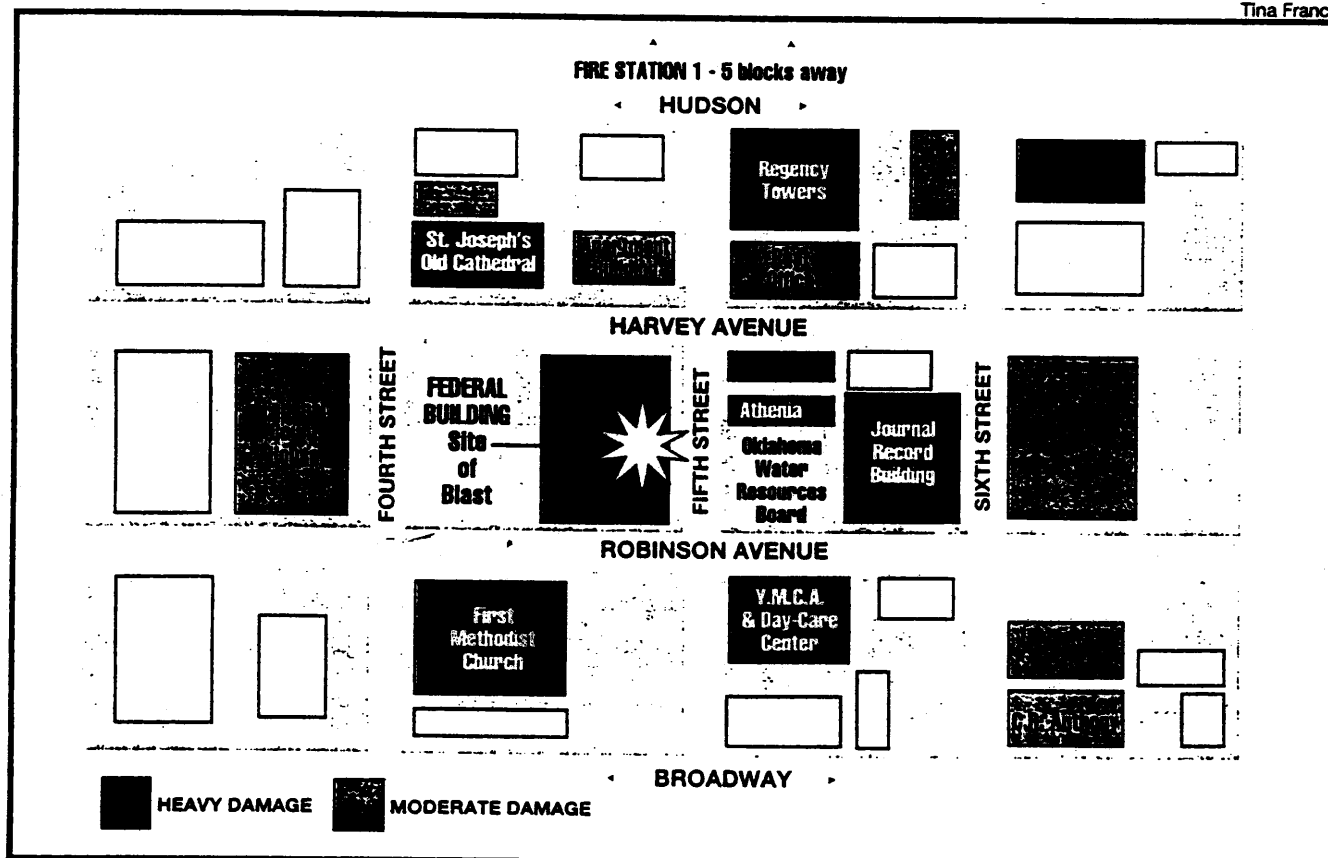 Tina Franc
FIRE STATION 1 - 5 blocks away
HUDSON
Regency
Towers
St. Joseph's
Old Cathedral
Apartment
HARVEY AVENUE
FOURTH STREET
FEDERAL
BUILDING
Site
of
Blast
FIFTH STREET
Athenia
Oklahoma
Water
Resources
Board
Journal
Record
Building
SIXTH STREET
ROBINSON AVENUE
First
Methodist
Church
Y.M.C.A.
& Day-Care
Center
C.R. Anthony
BROADWAY
HEAVY DAMAGE
MODERATE DAMAGE